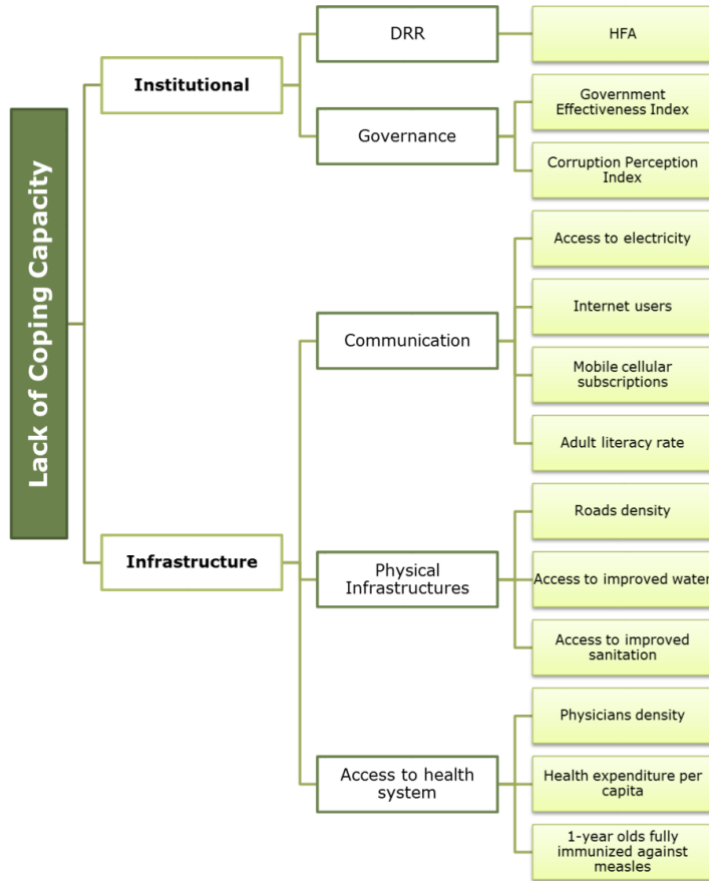 Lack of Coping Capacity
Institutional
DRR
HFA
Governance
Government
Effectiveness Index
Corruption Perception
Index
Infrastructure
Communication
Access to electricity
Internet users
Mobile cellular
subscriptions
Adult literacy rate
Physical
Infrastructures
Roads density
Access to improved water
Access to improved
sanitation
Access to health
system
Physicians density
Health expenditure per
capita
1-year olds fully
immunized against
measles